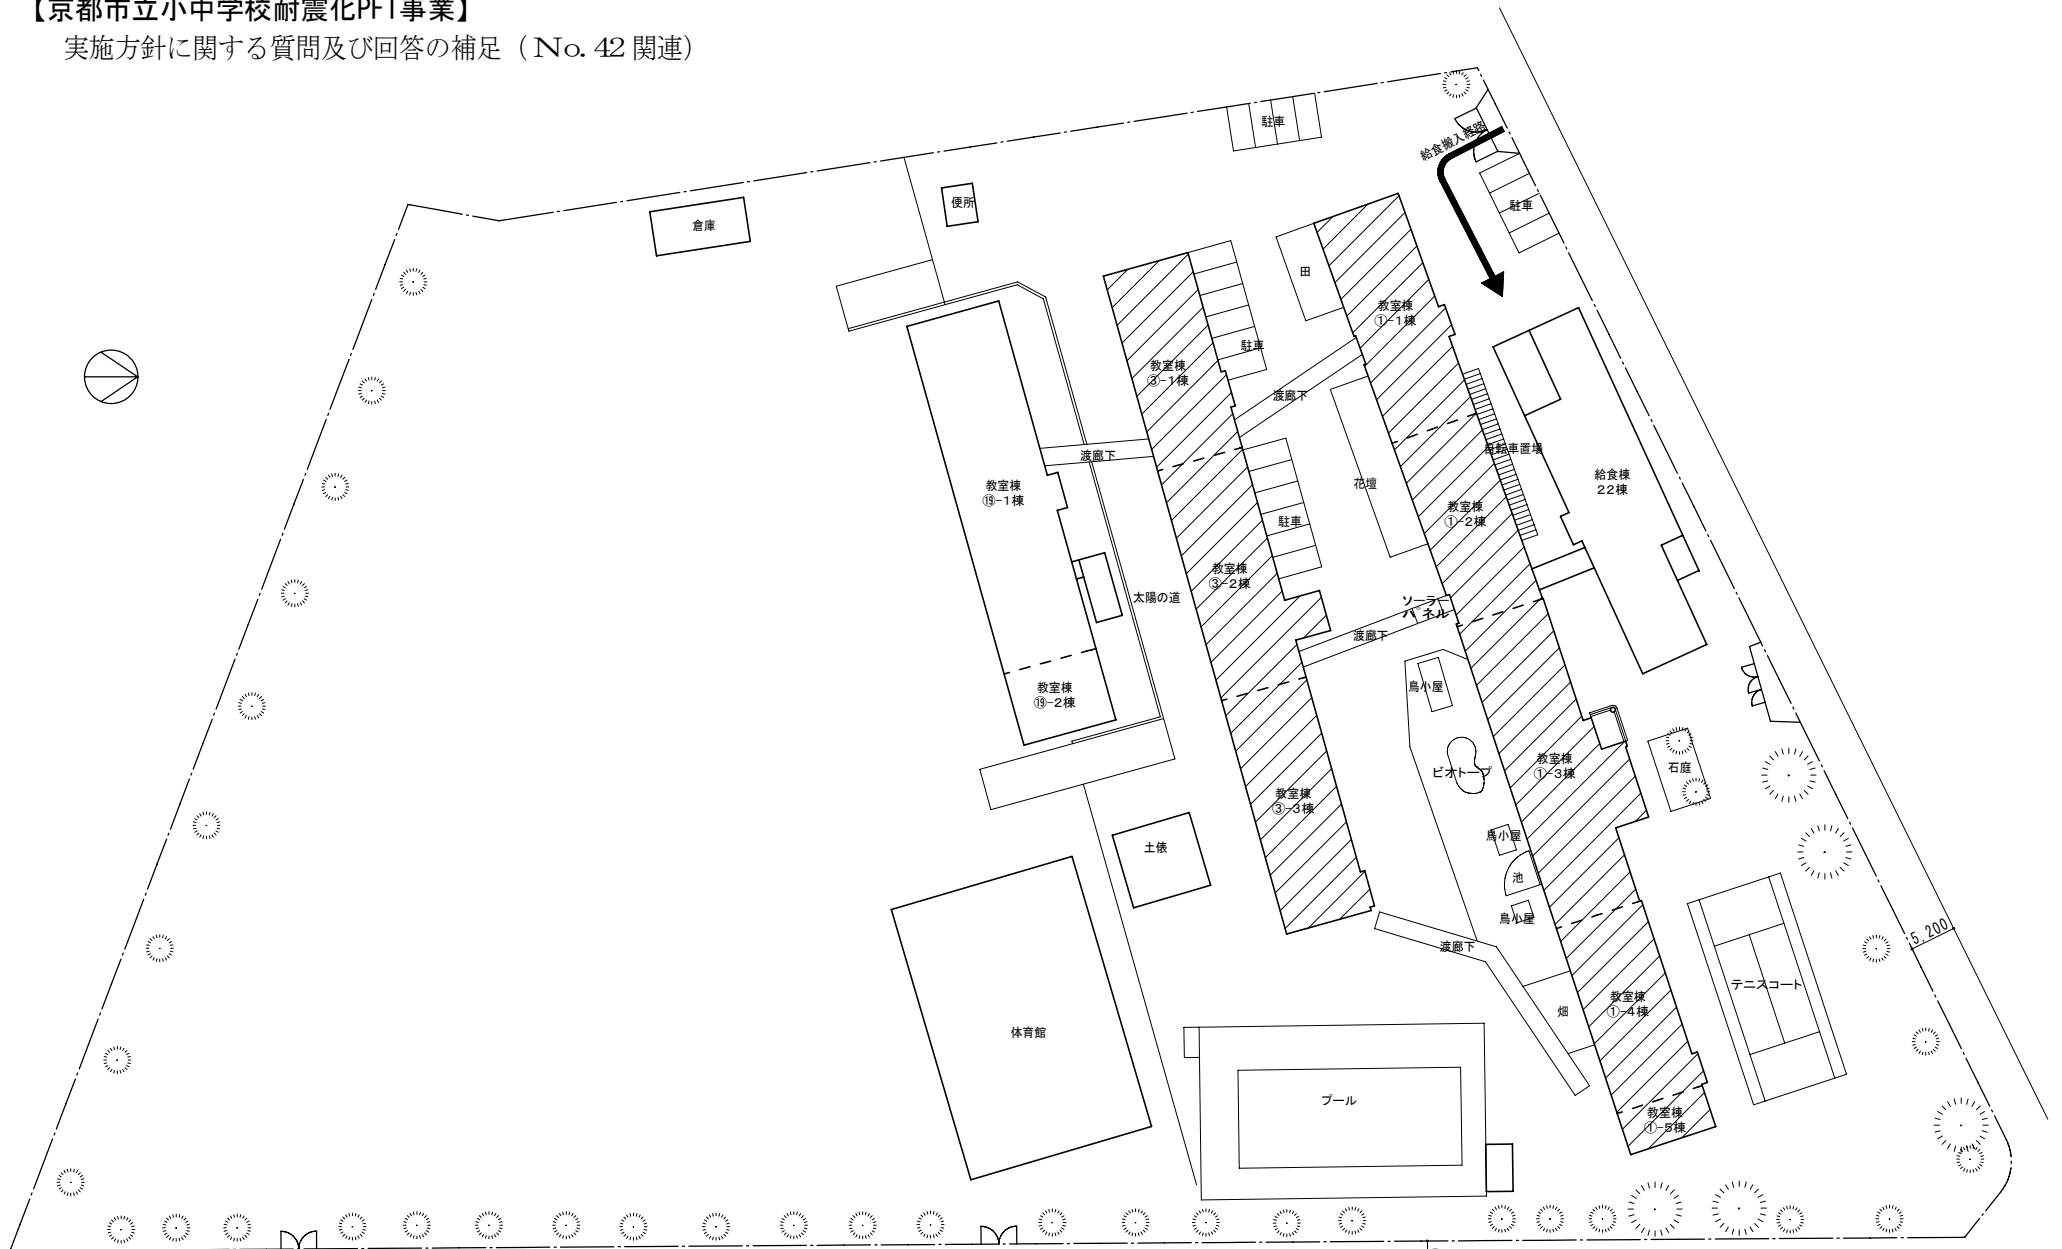 【京都市立小中学校耐震化PFI事業】
実施方針に関する質問及び回答の補足（No. 42 関連）
駐車
給食搬入経路
駐車
便所
倉庫
田
教室棟
①-1棟
駐車
教室棟
③-1棟
渡廊下
渡廊下
自転車置場
給食棟
22棟
教室棟
⑲-1棟
花壇
教室棟
①-2棟
駐車
教室棟
③-2棟
太陽の道
ソーラー
パネル
渡廊下
教室棟
⑲-2棟
鳥小屋
ビオトープ
教室棟
①-3棟
石庭
教室棟
③-3棟
鳥小屋
土俵
池
鳥小屋
渡廊下
5,200
テニスコート
教室棟
①-4棟
畑
体育館
プール
教室棟
①-5棟